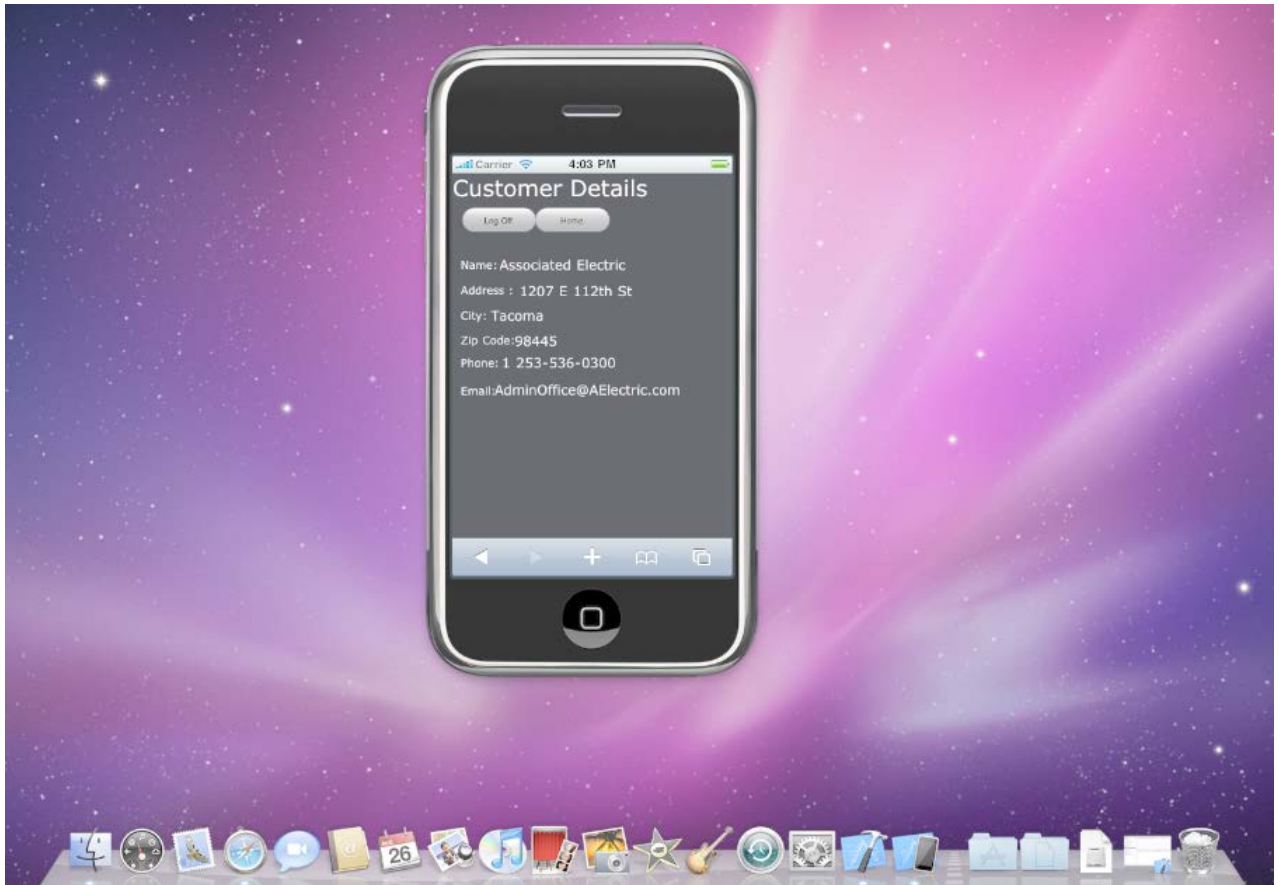 Carrier 4:03 PM
Customer Details
Log Off Home
Name: Associated Electric
Address : 1207 E 112th St
City: Tacoma
Zip Code:98445
Phone: 1 253-536-0300
Email:AdminOffice@AElectric.com
26